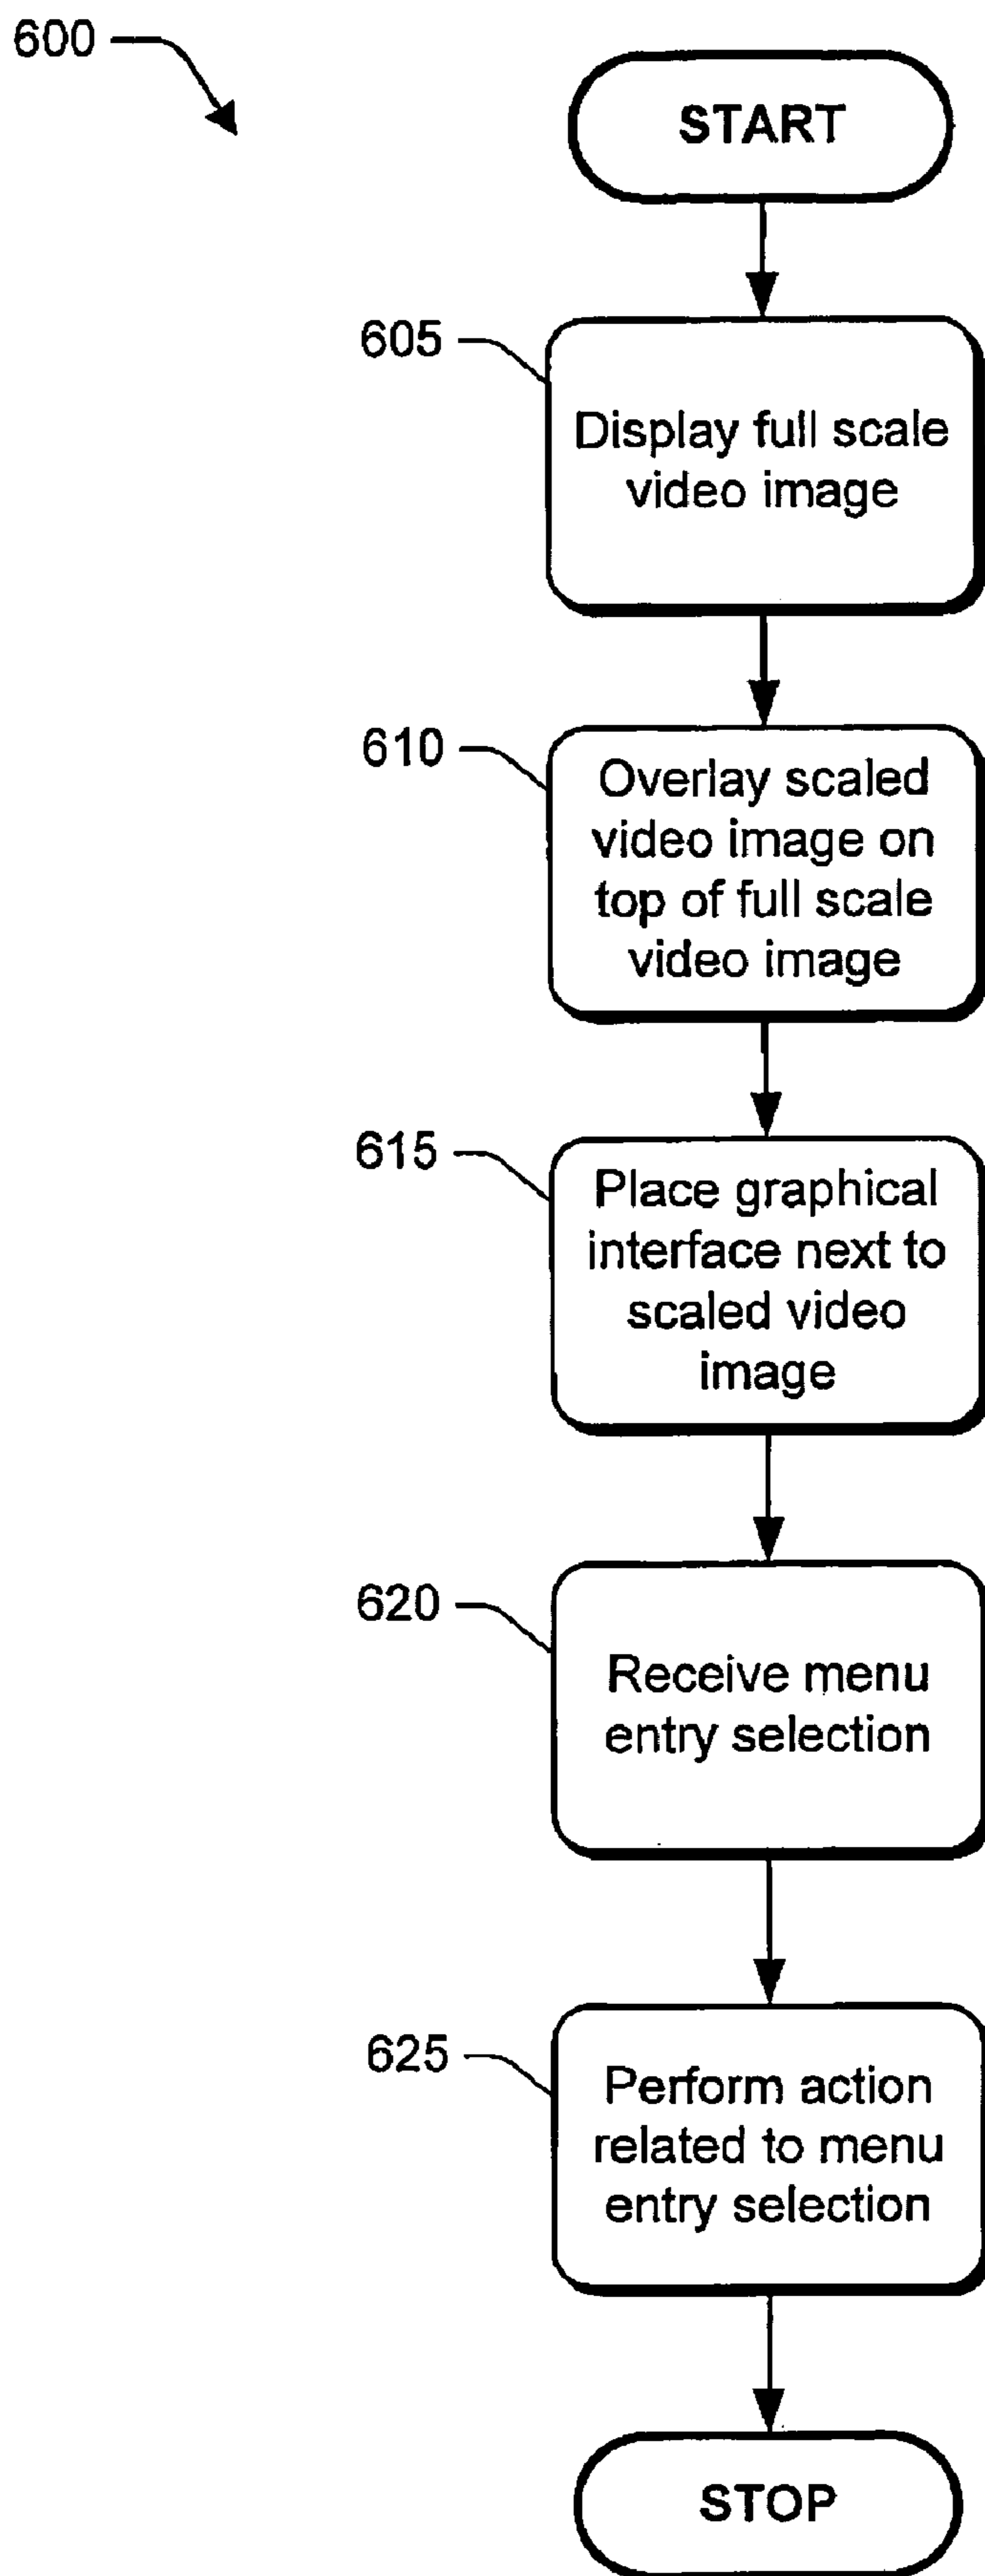 600
START
605
Display full scale
video image
610
Overlay scaled
video image on
top of full scale
video image
615
Place graphical
interface next to
scaled video
image
620
Receive menu
entry selection
625
Perform action
related to menu
entry selection
STOP